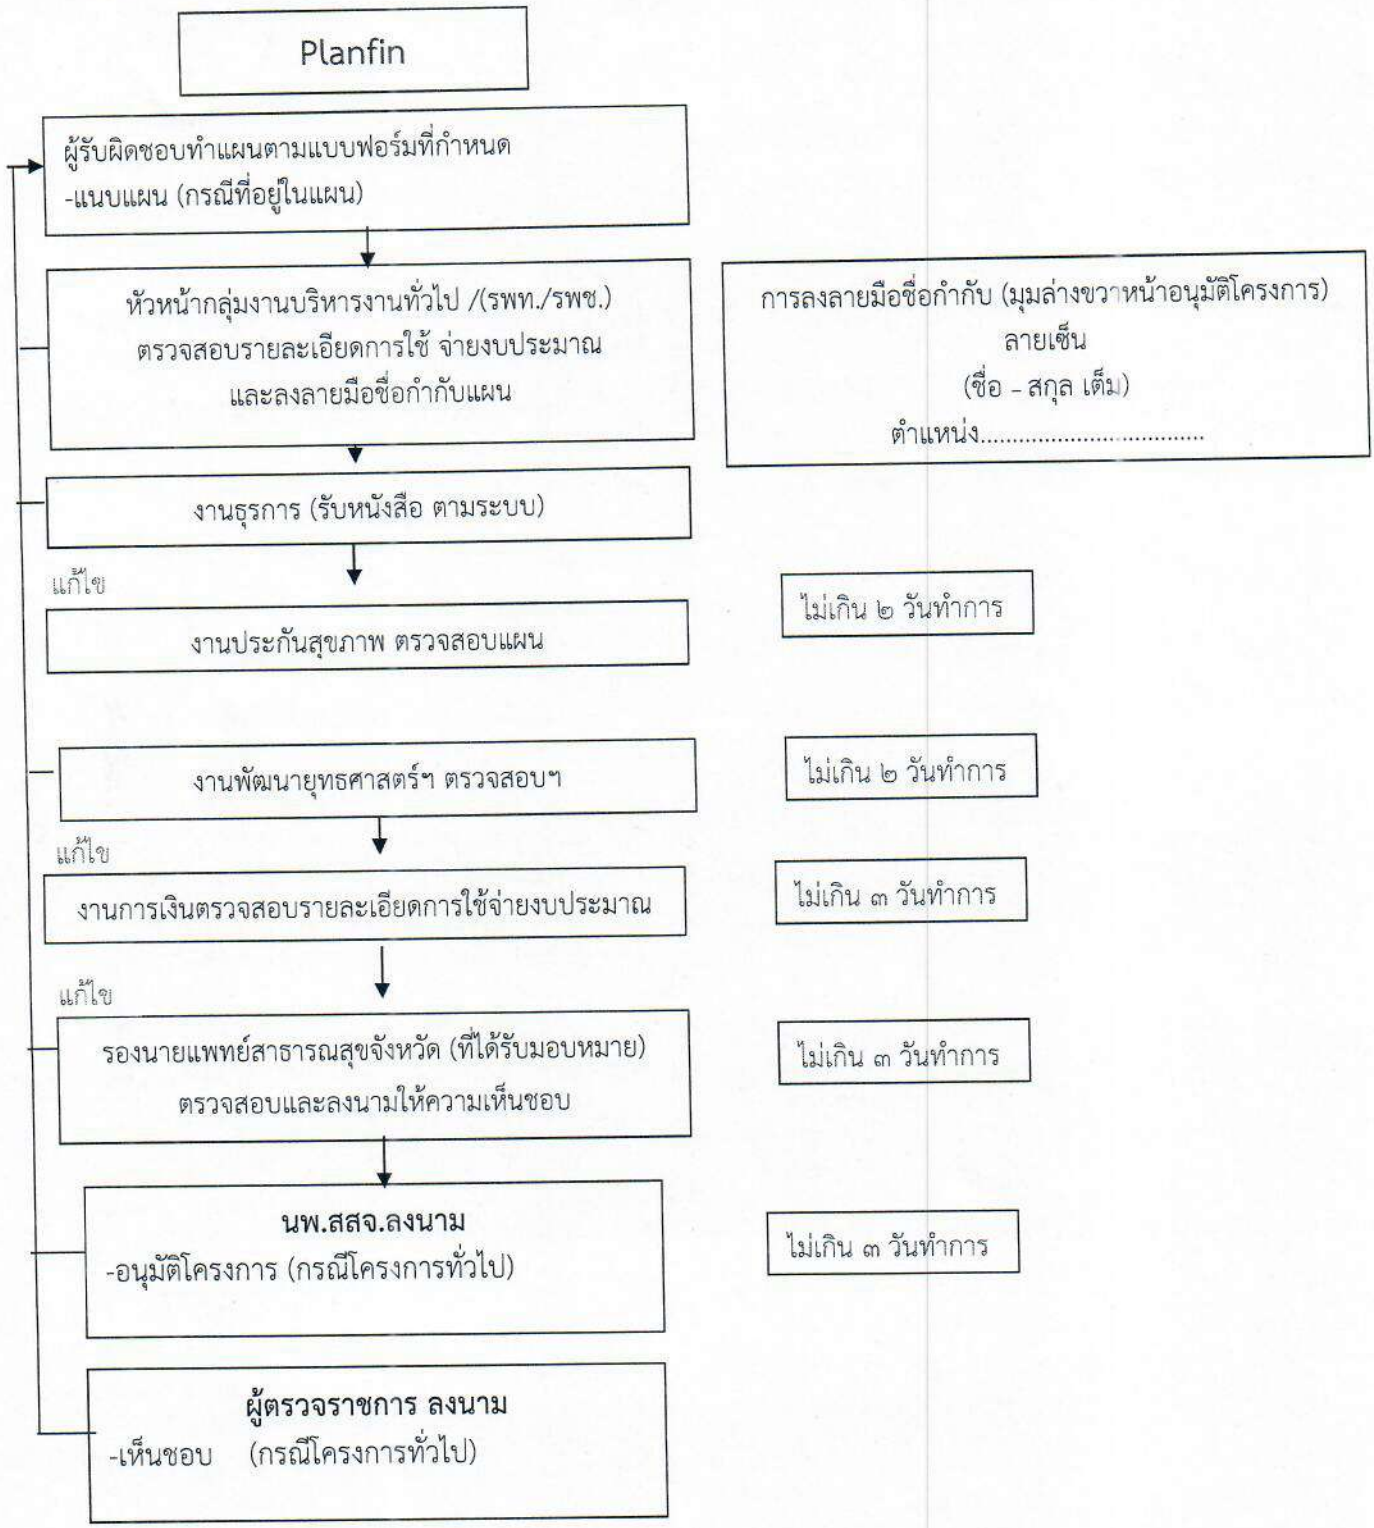 Planfin
ผู้รับผิดชอบทำแผนตามแบบฟอร์มที่กำหนด
-แนบแผน (กรณีที่อยู่ในแผน)
หัวหน้ากลุ่มงานบริหารงานทั่วไป /(รพท./รพช.)
ตรวจสอบรายละเอียดการใช้ จ่ายงบประมาณ
และลงลายมือชื่อกำกับแผน
การลงลายมือชื่อกำกับ (มุมล่างขวาหน้าอนุมัติโครงการ)
ลายเซ็น
(ชื่อ – สกุล เต็ม)
ตำแหน่ง...................................
งานธุรการ (รับหนังสือ ตามระบบ)
แก้ไข
งานประกันสุขภาพ ตรวจสอบแผน
ไม่เกิน ๒ วันทำการ
งานพัฒนายุทธศาสตร์ฯ ตรวจสอบฯ
ไม่เกิน ๒ วันทำการ
แก้ไข
งานการเงินตรวจสอบรายละเอียดการใช้จ่ายงบประมาณ
ไม่เกิน ๓ วันทำการ
แก้ไข
รองนายแพทย์สาธารณสุขจังหวัด (ที่ได้รับมอบหมาย)
ตรวจสอบและลงนามให้ความเห็นชอบ
ไม่เกิน ๓ วันทำการ
นพ.สสจ.ลงนาม
-อนุมัติโครงการ (กรณีโครงการทั่วไป)
ไม่เกิน ๓ วันทำการ
ผู้ตรวจราชการ ลงนาม
-เห็นชอบ (กรณีโครงการทั่วไป)